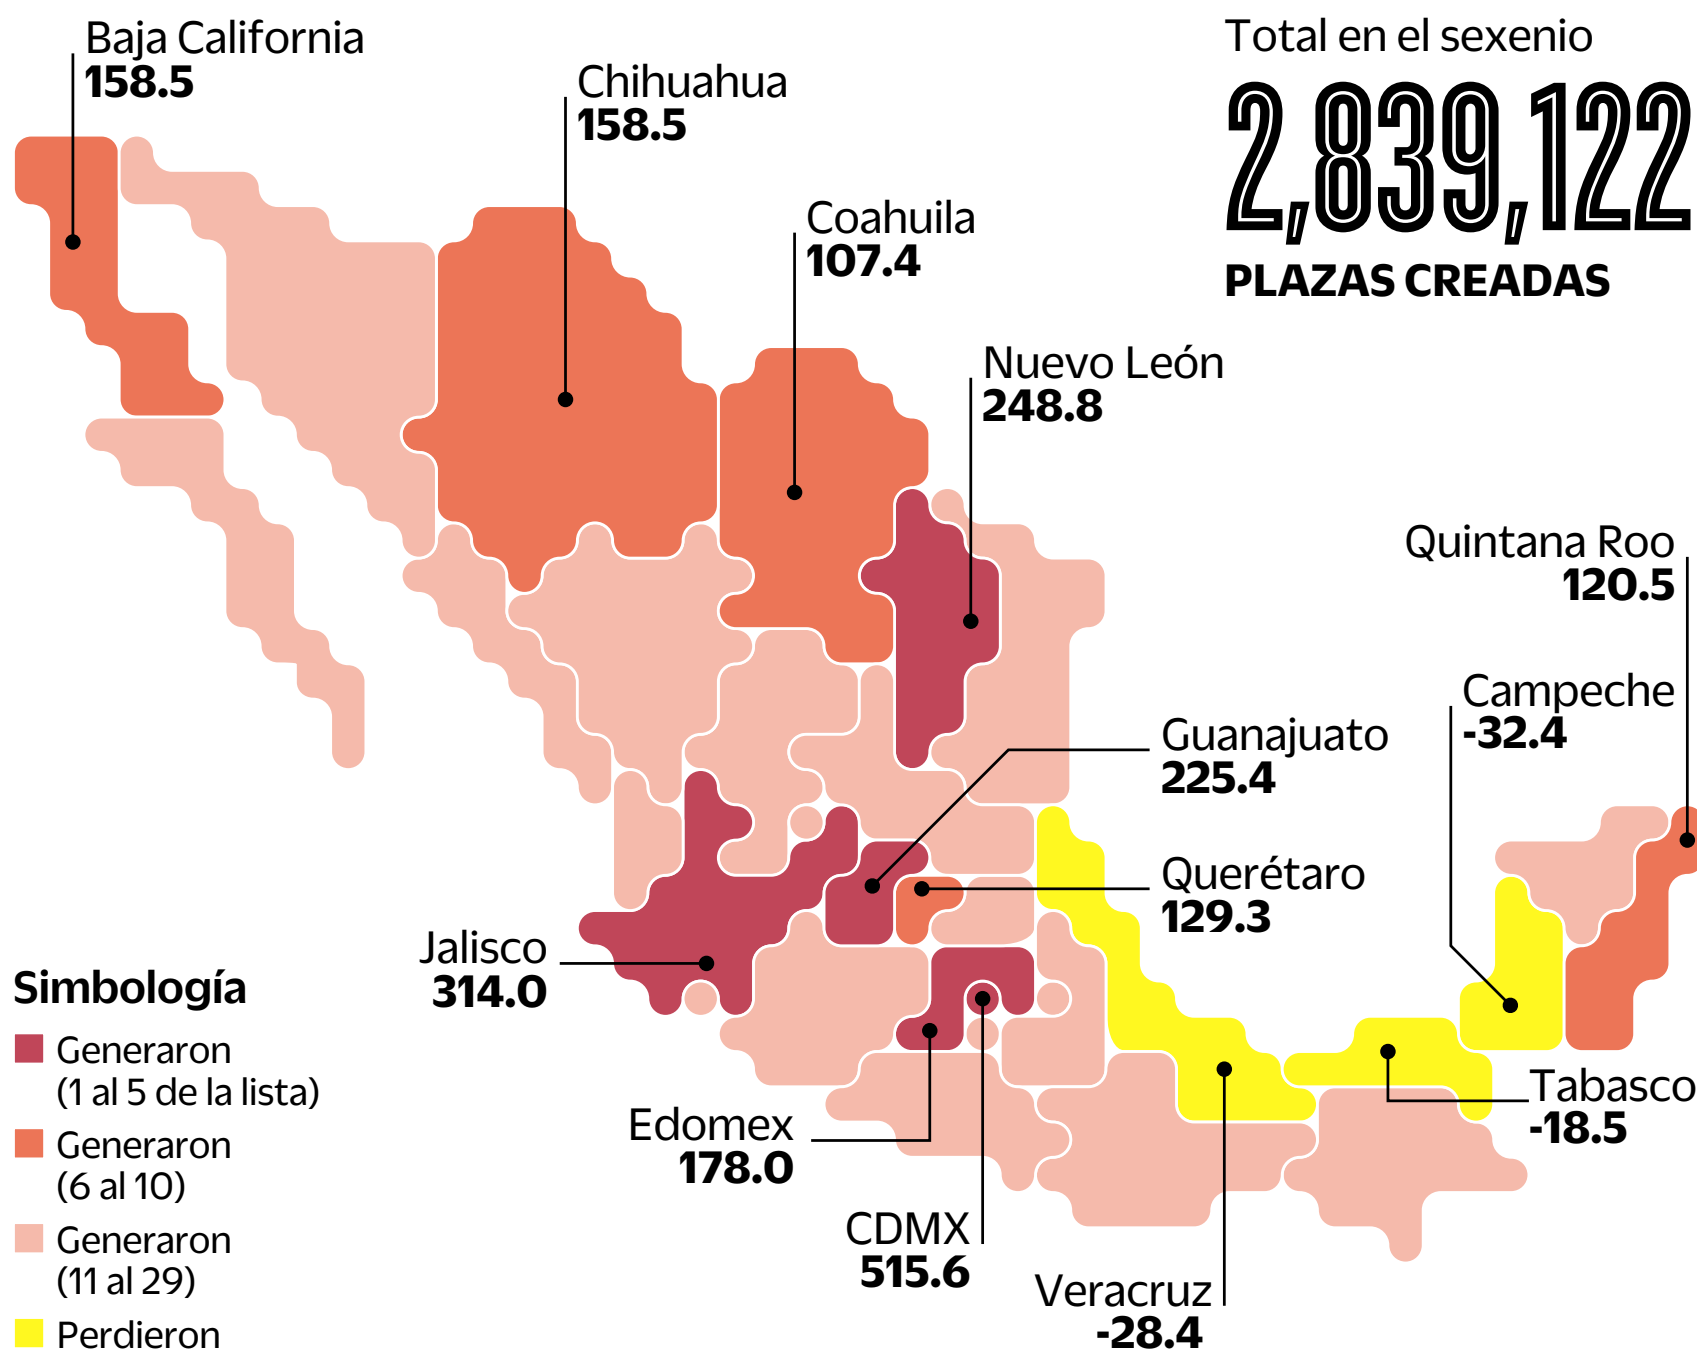 Baja California
158.5
Chihuahua
158.5
Total en el sexenio
2,839,122
PLAZAS CREADAS
Coahuila
107.4
Nuevo León
248.8
Quintana Roo
120.5
Campeche
-32.4
Guanajuato
225.4
Querétaro
129.3
Jalisco
314.0
Simbología
Generaron
(1 al 5 de la lista)
Generaron
(6 al 10)
Generaron
(11 al 29)
Perdieron
Edomex
178.0
CDMX
515.6
Veracruz
-28.4
Tabasco
-18.5